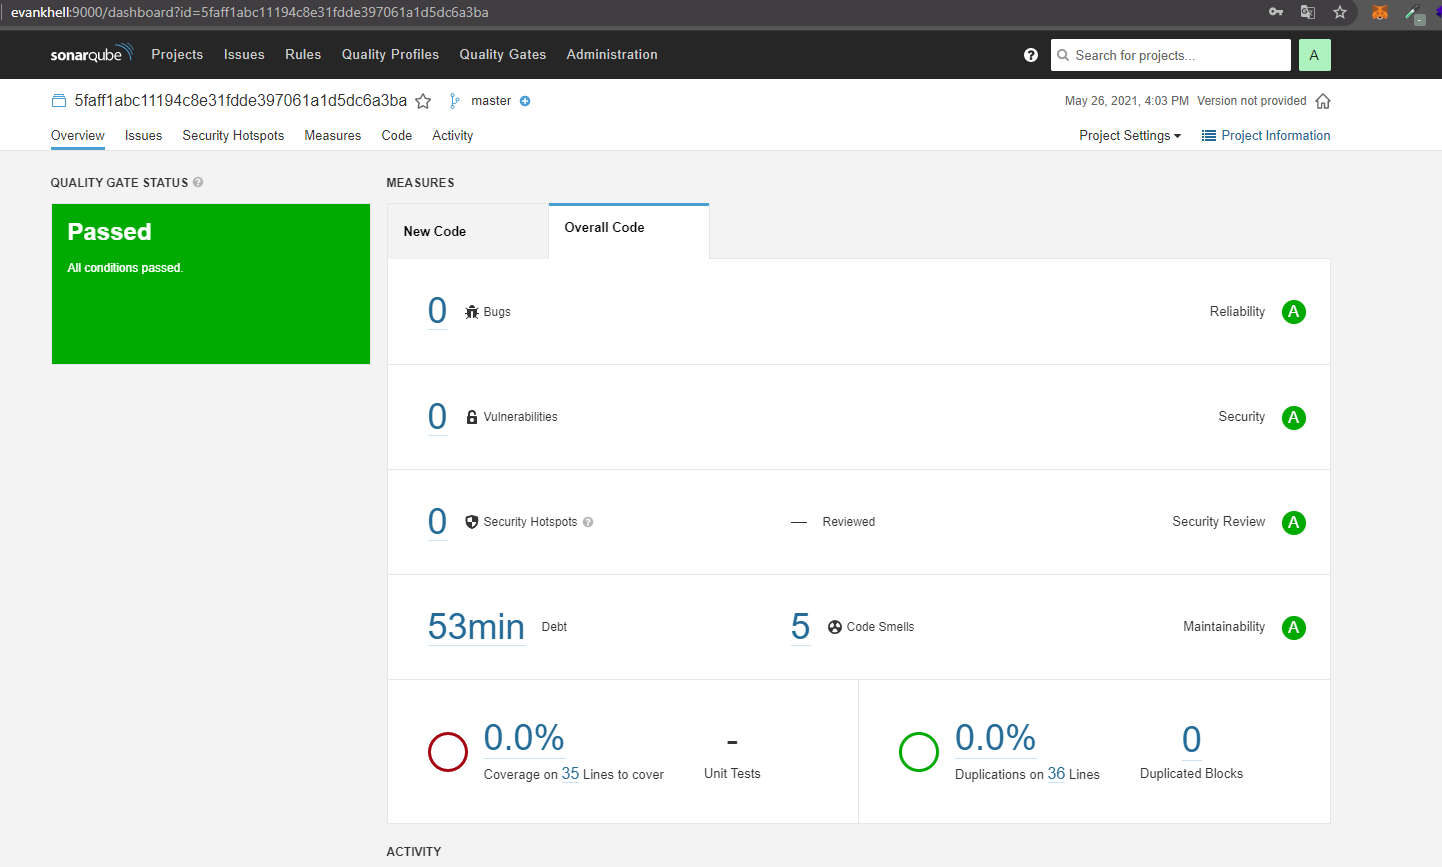 evankhell:9000/dashboard?id=5faff1abc11194c8e31fdde397061a1d5dc6a3ba
sonarqube Projects Issues Rules Quality Profiles Quality Gates Administration ? Search for projects... A
5faff1abc11194c8e31fdde397061a1d5dc6a3ba master May 26, 2021, 4:03 PM Version not provided
Overview Issues Security Hotspots Measures Code Activity Project Settings Project Information
QUALITY GATE STATUS ?
Passed
All conditions passed.
MEASURES
New Code Overall Code
0 Bugs Reliability A
0 Vulnerabilities Security A
0 Security Hotspots ? — Reviewed Security Review A
53min Debt 5 Code Smells Maintainability A
0.0% - 
Coverage on 35 Lines to cover Unit Tests
0.0% 0
Duplications on 36 Lines Duplicated Blocks
ACTIVITY